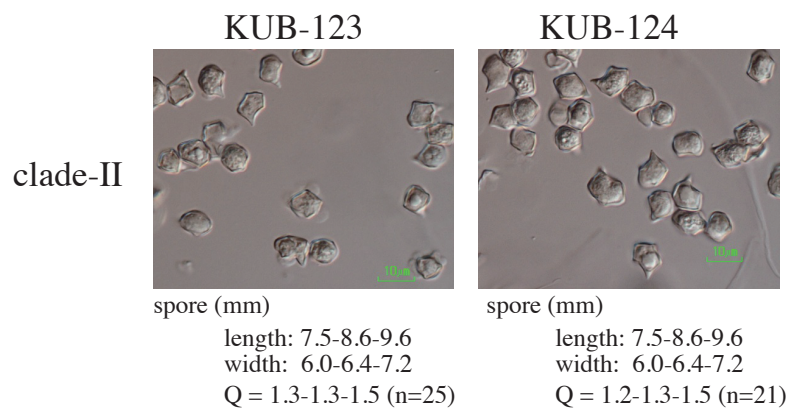 KUB-123
KUB-124
clade-II
10μm
10μm
spore (mm)
length: 7.5-8.6-9.6
width: 6.0-6.4-7.2
Q = 1.3-1.3-1.5 (n=25)
spore (mm)
length: 7.5-8.6-9.6
width: 6.0-6.4-7.2
Q = 1.2-1.3-1.5 (n=21)